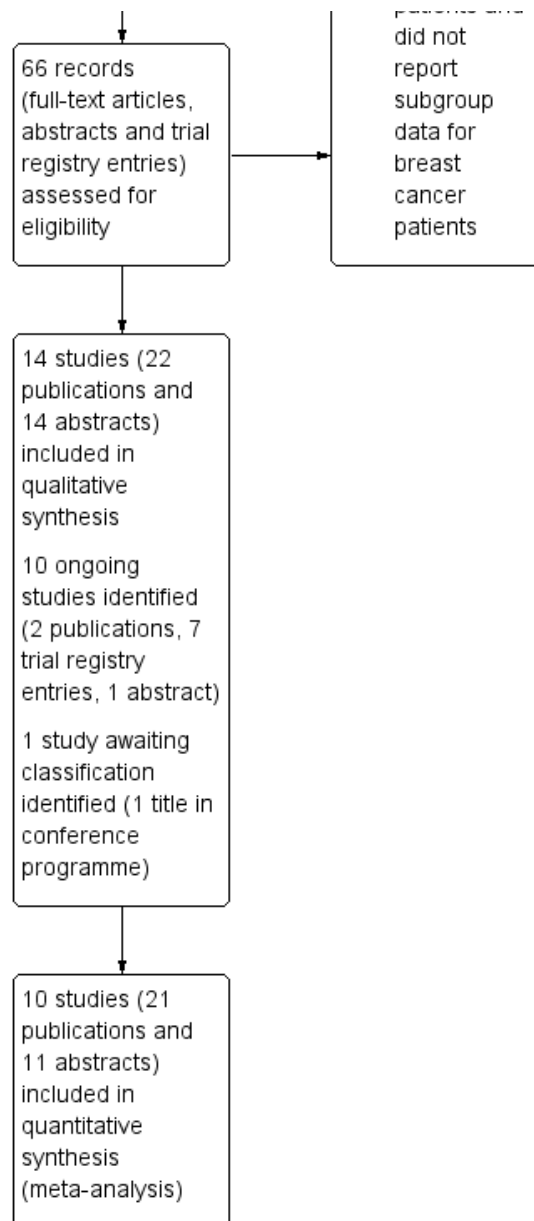 66 records
(full-text articles,
abstracts and trial
registry entries)
assessed for
eligibility
patients and
did not
report
subgroup
data for
breast
cancer
patients
14 studies (22
publications and
14 abstracts)
included in
qualitative
synthesis
10 ongoing
studies identified
(2 publications, 7
trial registry
entries, 1 abstract)
1 study awaiting
classification
identified (1 title in
conference
programme)
10 studies (21
publications and
11 abstracts)
included in
quantitative
synthesis
(meta-analysis)